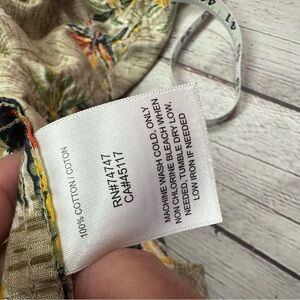 100% COTTON / COTON
RN#74747
CA#45117
MACHINE WASH COLD, ONLY
NON CHLORINE BLEACH WHEN
NEEDED, TUMBLE DRY LOW,
LOW IRON IF NEEDED
41